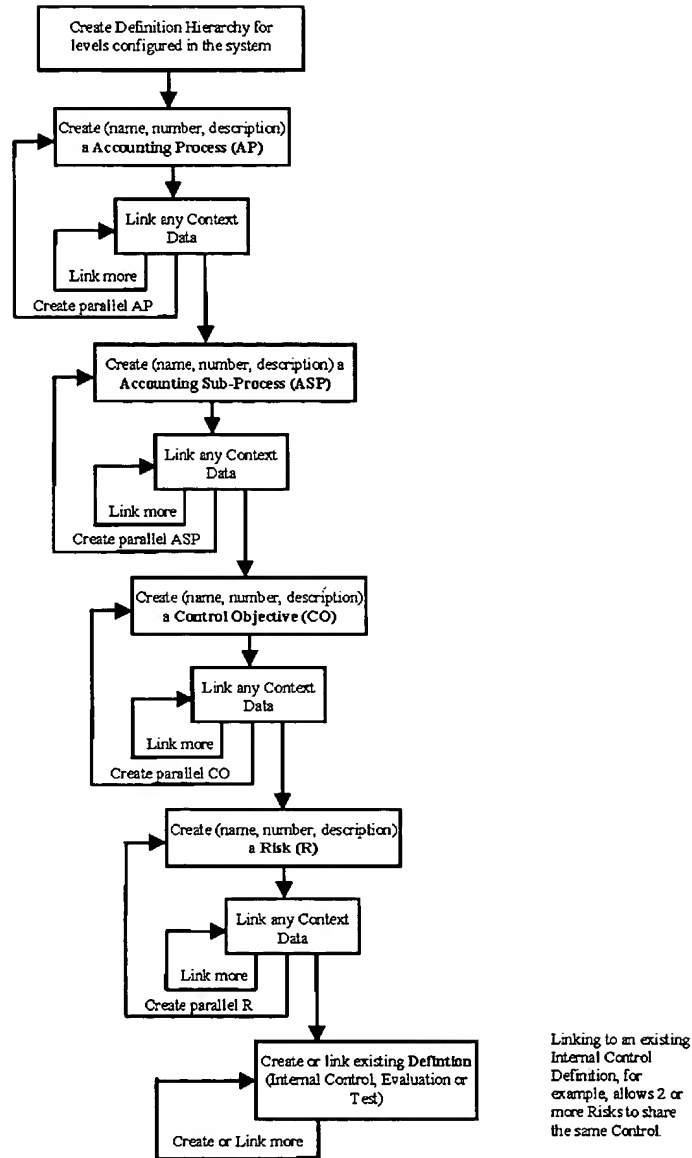 Create Definition Hierarchy for
levels configured in the system
Create (name, number, description)
a Accounting Process (AP)
Link any Context
Data
Link more
Create parallel AP
Create (name, number, description) a
Accounting Sub-Process (ASP)
Link any Context
Data
Link more
Create parallel ASP
Create (name, number, description)
a Control Objective (CO)
Link any Context
Data
Link more
Create parallel CO
Create (name, number, description)
a Risk (R)
Link any Context
Data
Link more
Create parallel R
Create or link existing Defintion
(Internal Control, Evaluation or
Test)
Create or Link more
Linking to an existing
Internal Control
Definition, for
example, allows 2 or
more Risks to share
the same Control.